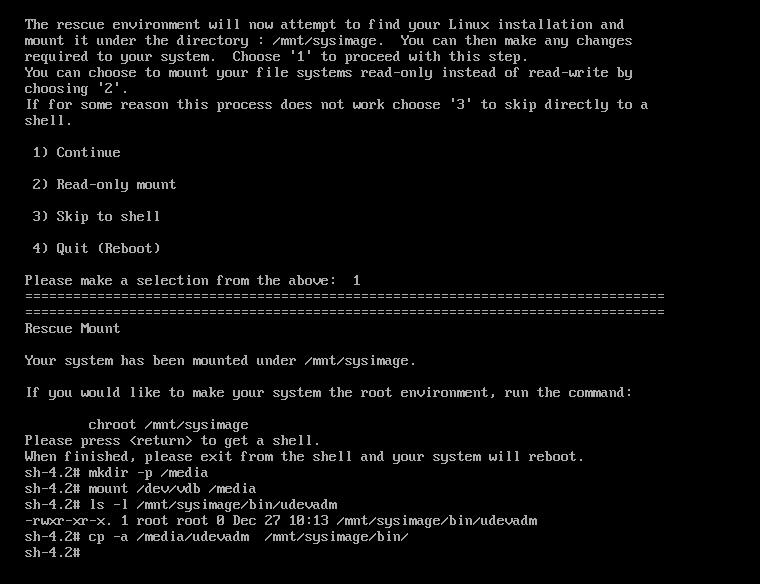 The rescue environment will now attempt to find your Linux installation and
mount it under the directory : /mnt/sysimage.  You can then make any changes
required to your system.  Choose '1' to proceed with this step.
You can choose to mount your file systems read-only instead of read-write by
choosing '2'.
If for some reason this process does not work choose '3' to skip directly to a
shell.
1) Continue
2) Read-only mount
3) Skip to shell
4) Quit (Reboot)
Please make a selection from the above:  1
================================================================================
================================================================================
Rescue Mount
Your system has been mounted under /mnt/sysimage.
If you would like to make your system the root environment, run the command:
chroot /mnt/sysimage
Please press <return> to get a shell.
When finished, please exit from the shell and your system will reboot.
sh-4.2# mkdir -p /media
sh-4.2# mount /dev/vdb /media
sh-4.2# ls -l /mnt/sysimage/bin/udevadm
-rwxr-xr-x. 1 root root 0 Dec 27 10:13 /mnt/sysimage/bin/udevadm
sh-4.2# cp -a /media/udevadm  /mnt/sysimage/bin/
sh-4.2#